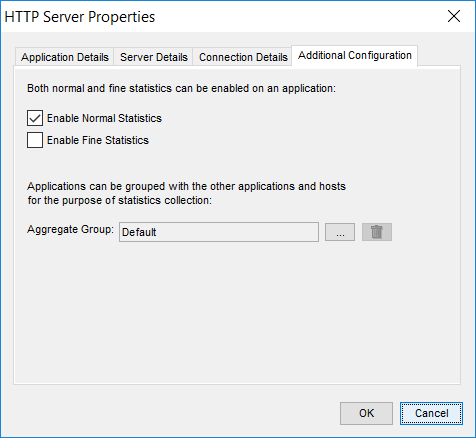 HTTP Server Properties
Application Details Server Details Connection Details Additional Configuration
Both normal and fine statistics can be enabled on an application:
Enable Normal Statistics
Enable Fine Statistics
Applications can be grouped with the other applications and hosts
for the purpose of statistics collection:
Aggregate Group: Default ...
OK Cancel